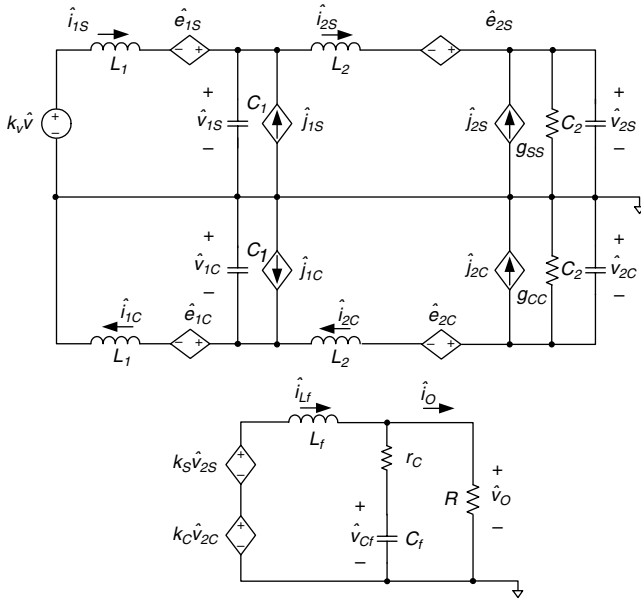 î1S
ê1S
î2S
ê2S
L1
L2
kvv̂
+
v̂1S
−
C1
ĵ1S
ĵ2S
gSS
C2
+
v̂2S
−
+
v̂1C
−
C1
ĵ1C
ĵ2C
gCC
C2
+
v̂2C
−
î1C
ê1C
î2C
ê2C
L1
L2
îLf
îO
Lf
kSv̂2S
rC
kCv̂2C
+
v̂Cf
−
Cf
R
+
v̂O
−